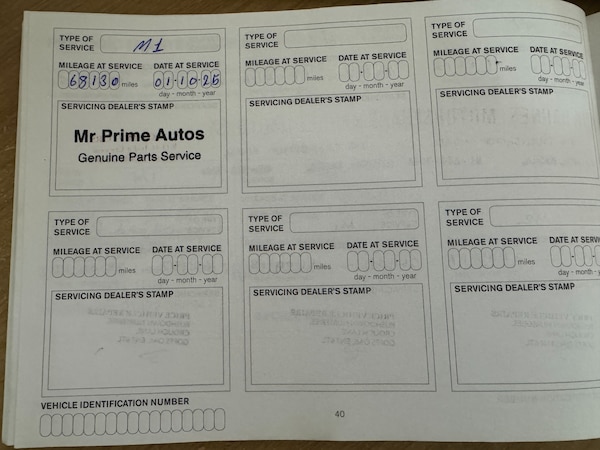 TYPE OF SERVICE M1
MILEAGE AT SERVICE DATE AT SERVICE
68130 miles 01-10-25
day - month - year
SERVICING DEALER'S STAMP
Mr Prime Autos
Genuine Parts Service
TYPE OF SERVICE
MILEAGE AT SERVICE DATE AT SERVICE
miles
day - month - year
SERVICING DEALER'S STAMP
TYPE OF SERVICE
MILEAGE AT SERVICE DATE AT SERVICE
miles
day - month - year
SERVICING DEALER'S STAMP
TYPE OF SERVICE
MILEAGE AT SERVICE DATE AT SERVICE
miles
day - month - year
SERVICING DEALER'S STAMP
TYPE OF SERVICE
MILEAGE AT SERVICE DATE AT SERVICE
miles
day - month - year
SERVICING DEALER'S STAMP
TYPE OF SERVICE
MILEAGE AT SERVICE DATE AT SERVI
miles
day - month - y
SERVICING DEALER'S STAMP
VEHICLE IDENTIFICATION NUMBER
40